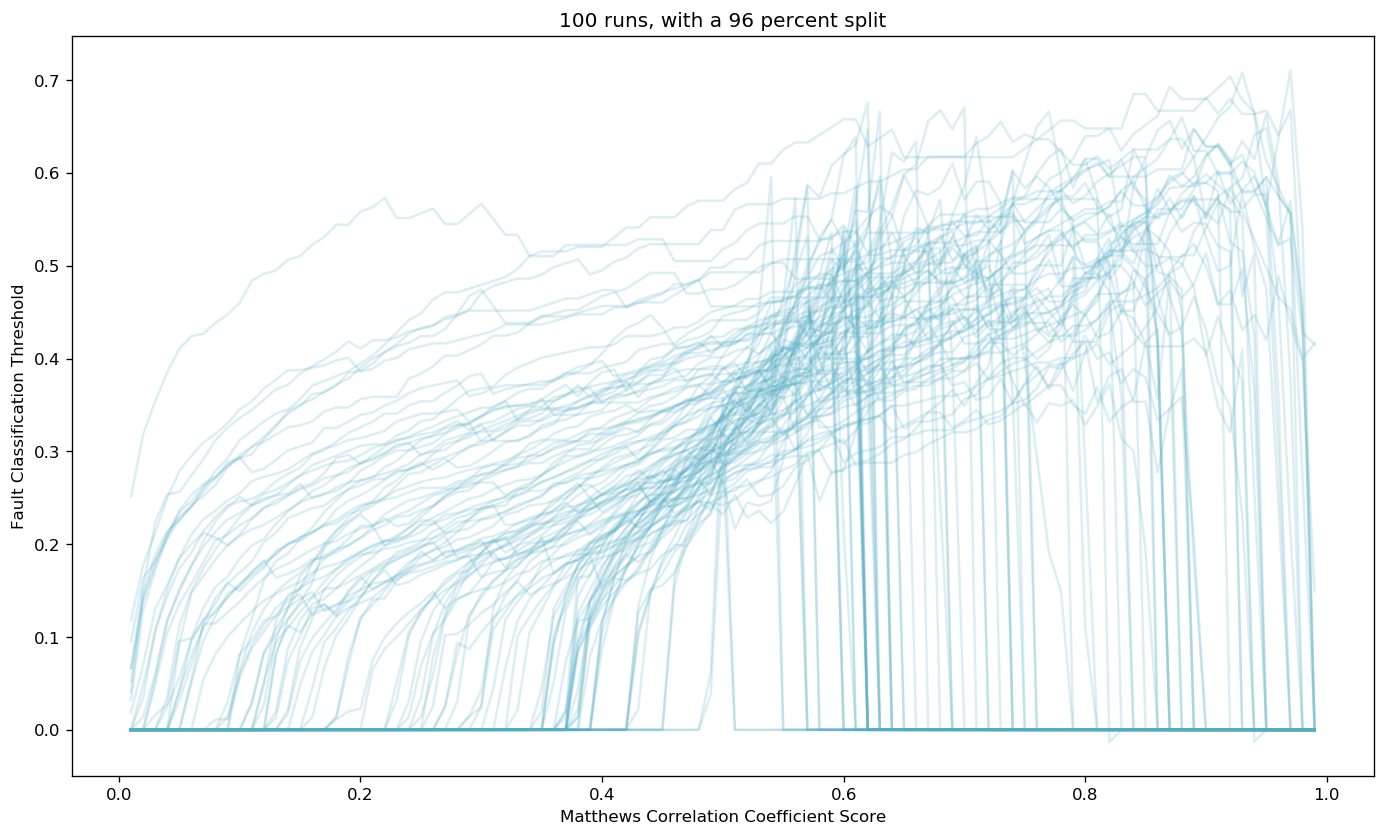 100 runs, with a 96 percent split
0.7
0.6
0.5
0.4
0.3
0.2
0.1
0.0
Fault Classification Threshold
0.0 0.2 0.4 0.6 0.8 1.0
Matthews Correlation Coefficient Score